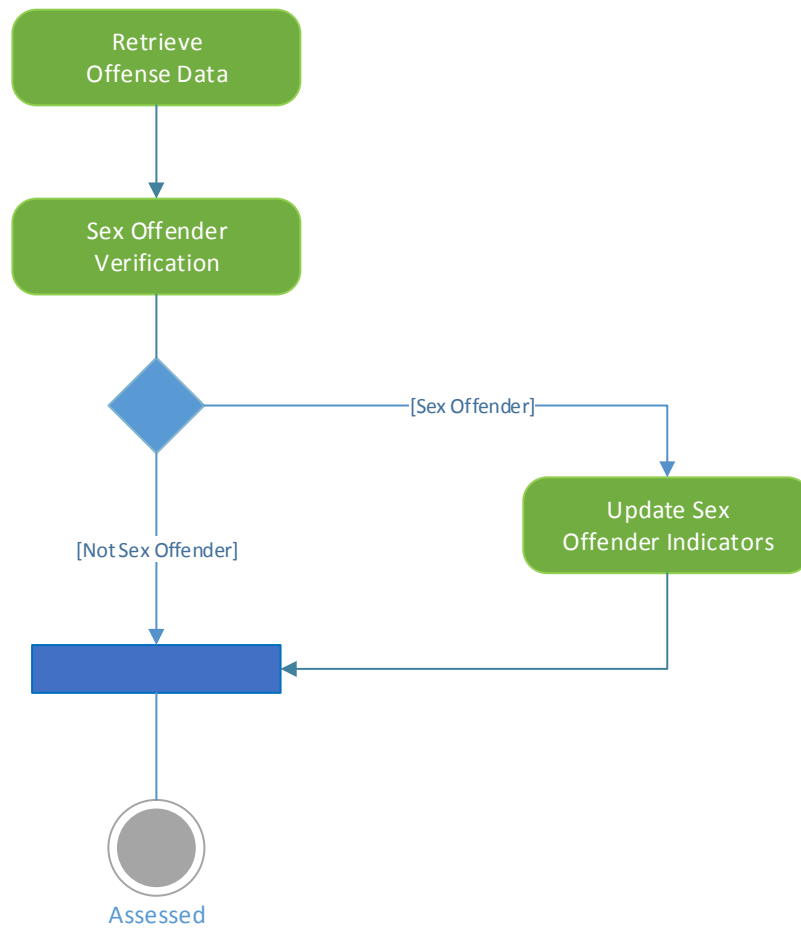 Retrieve
Offense Data
Sex Offender
Verification
[Sex Offender]
Update Sex
Offender Indicators
[Not Sex Offender]
Assessed